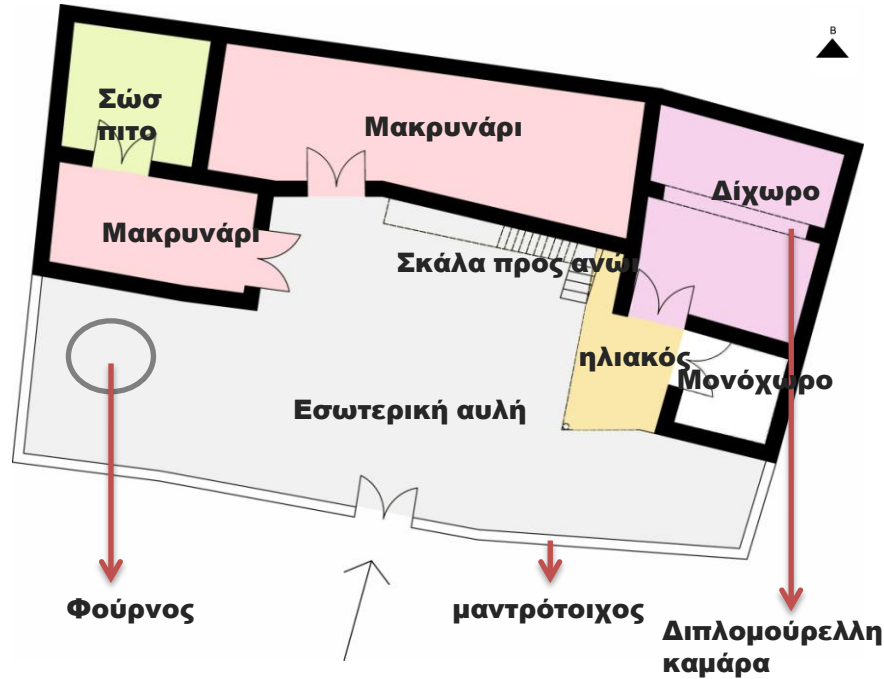 B
Σώσ
πιτο
Μακρυνάρι
Δίχωρο
Μακρυνάρι
Σκάλα προς ανώι
ηλιακός
Μονόχωρο
Εσωτερική αυλή
Φούρνος
μαντρότοιχος
Διπλομούρελλη
καμάρα